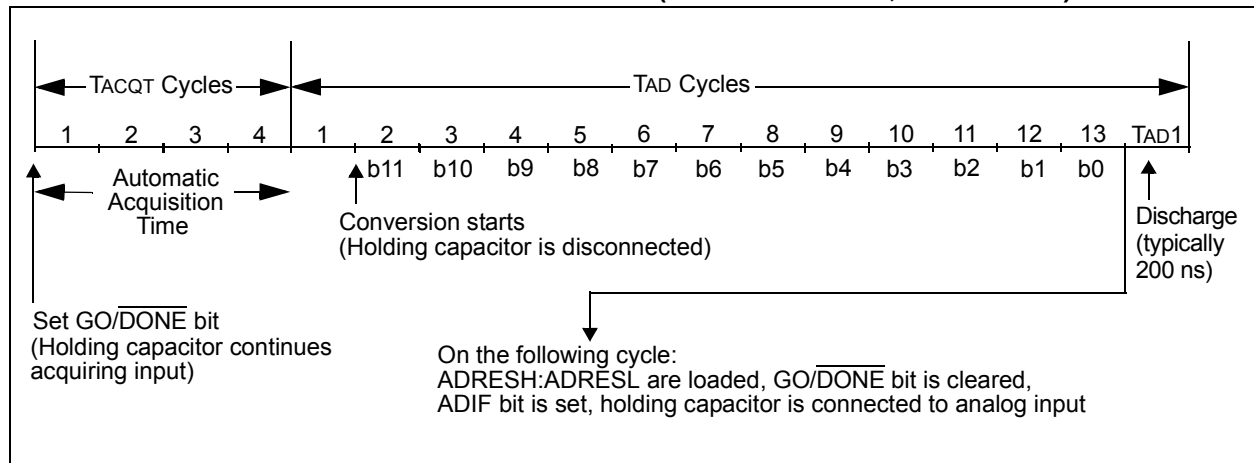 TACQT Cycles
TAD Cycles
1 2 3 4 1 2 3 4 5 6 7 8 9 10 11 12 13 TAD1
b11 b10 b9 b8 b7 b6 b5 b4 b3 b2 b1 b0
Automatic
Acquisition
Time
Conversion starts
(Holding capacitor is disconnected)
Discharge
(typically
200 ns)
Set GO/DONE bit
(Holding capacitor continues
acquiring input)
On the following cycle:
ADRESH:ADRESL are loaded, GO/DONE bit is cleared,
ADIF bit is set, holding capacitor is connected to analog input